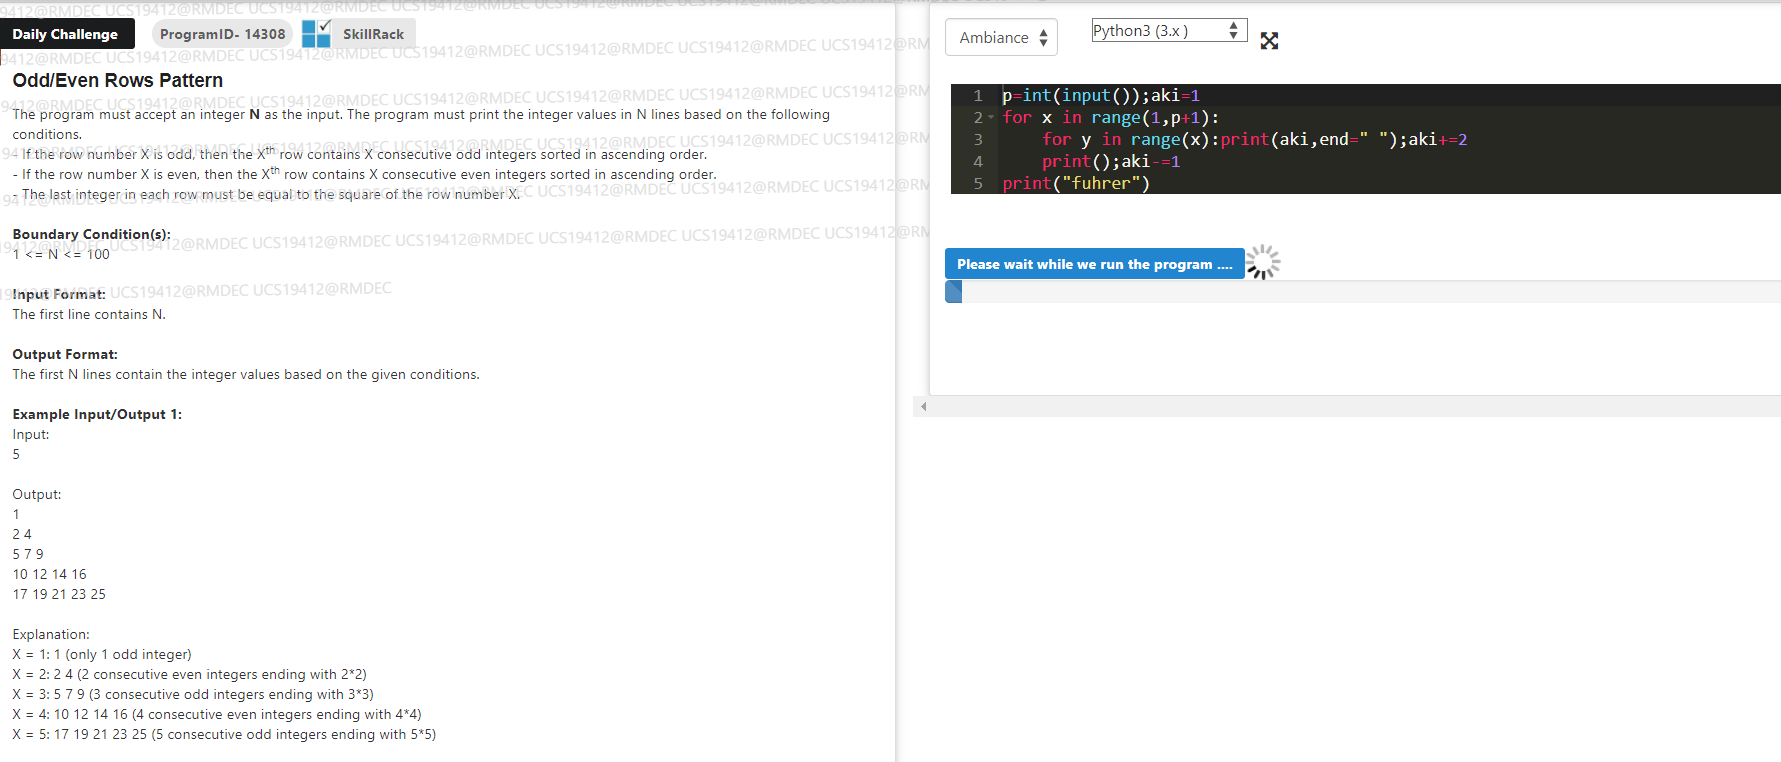 Daily Challenge
ProgramID- 14308
SkillRack
Odd/Even Rows Pattern
The program must accept an integer N as the input. The program must print the integer values in N lines based on the following
conditions.
- If the row number X is odd, then the Xth row contains X consecutive odd integers sorted in ascending order.
- If the row number X is even, then the Xth row contains X consecutive even integers sorted in ascending order.
- The last integer in each row must be equal to the square of the row number X.
Boundary Condition(s):
1 <= N <= 100
Input Format:
The first line contains N.
Output Format:
The first N lines contain the integer values based on the given conditions.
Example Input/Output 1:
Input:
5
Output:
1
2 4
5 7 9
10 12 14 16
17 19 21 23 25
Explanation:
X = 1: 1 (only 1 odd integer)
X = 2: 2 4 (2 consecutive even integers ending with 2*2)
X = 3: 5 7 9 (3 consecutive odd integers ending with 3*3)
X = 4: 10 12 14 16 (4 consecutive even integers ending with 4*4)
X = 5: 17 19 21 23 25 (5 consecutive odd integers ending with 5*5)
Ambiance
Python3 (3.x)
1 p=int(input());aki=1
2 for x in range(1,p+1):
3     for y in range(x):print(aki,end=" ");aki+=2
4     print();aki-=1
5 print("fuhrer")
Please wait while we run the program ....
UCS19412@RMDEC UCS19412@RMDEC